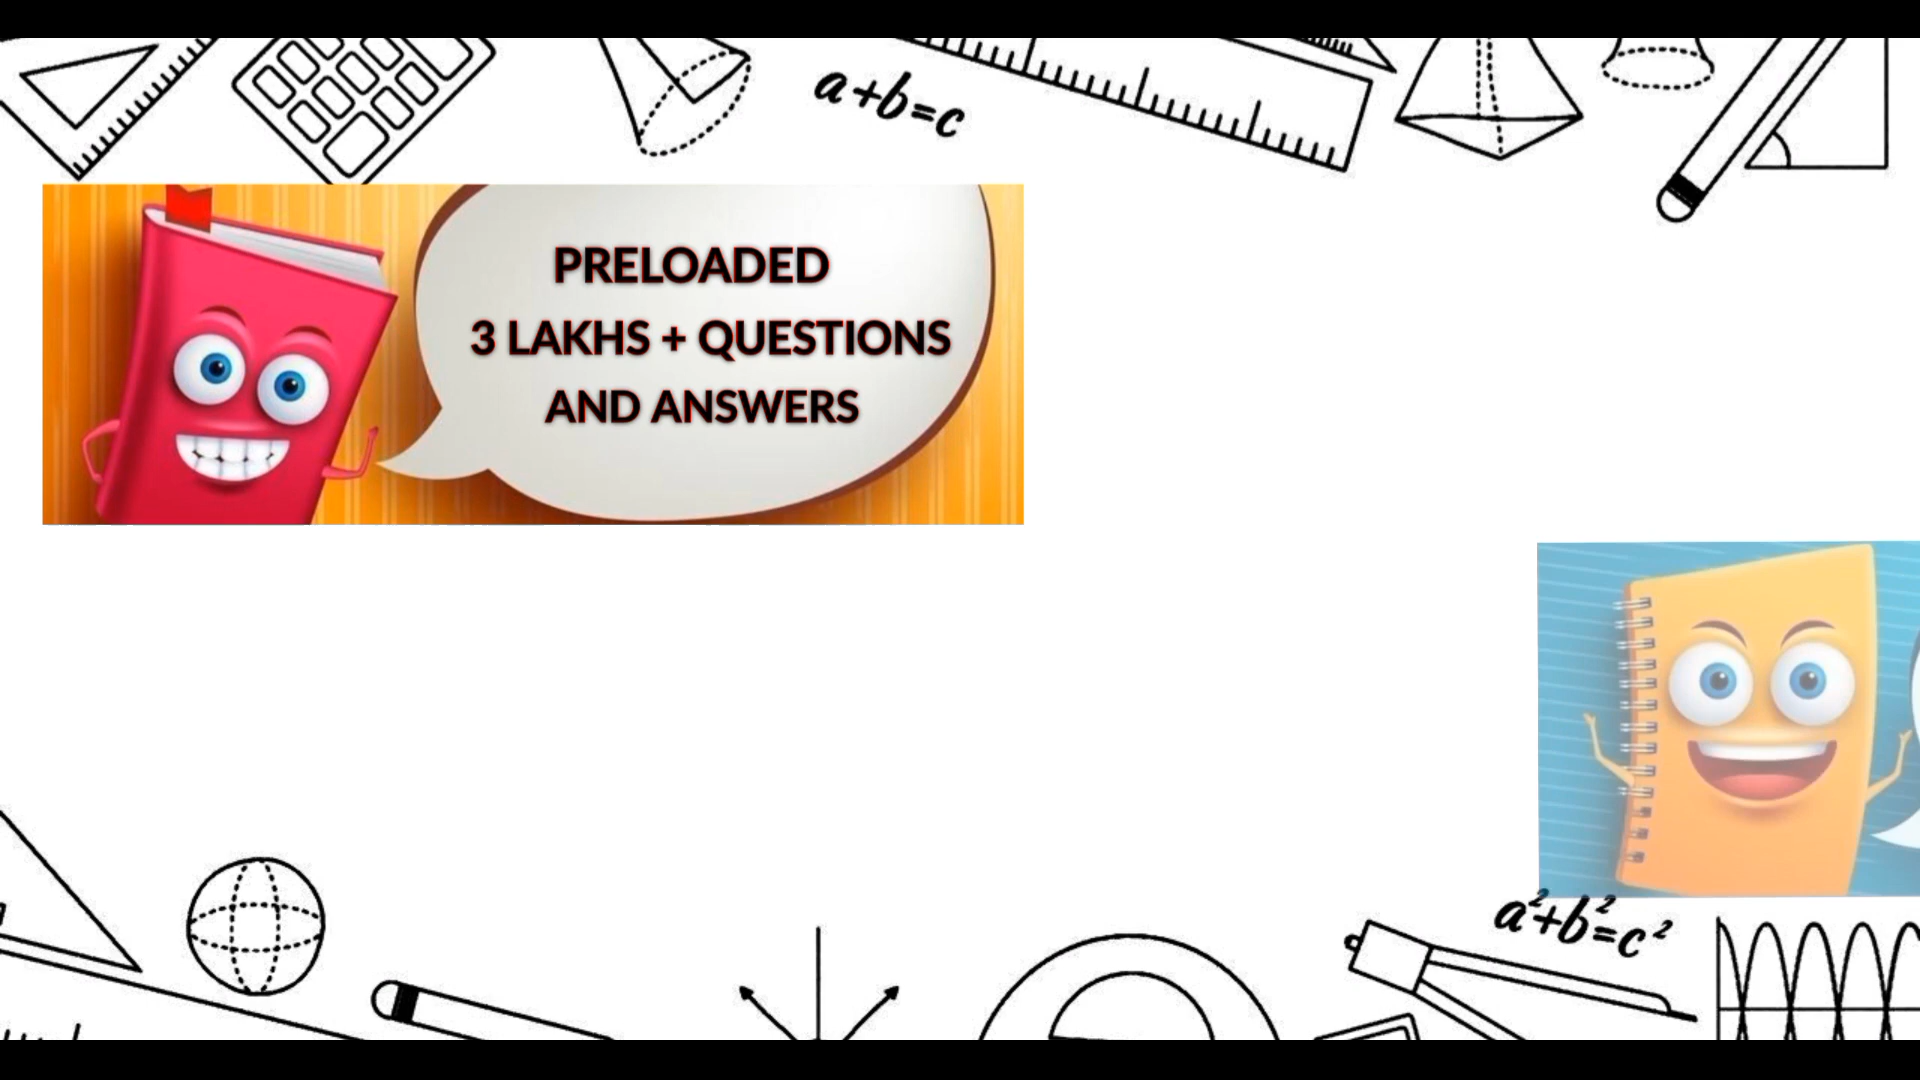 a+b=c
PRELOADED
3 LAKHS + QUESTIONS
AND ANSWERS
a²+b²=c²